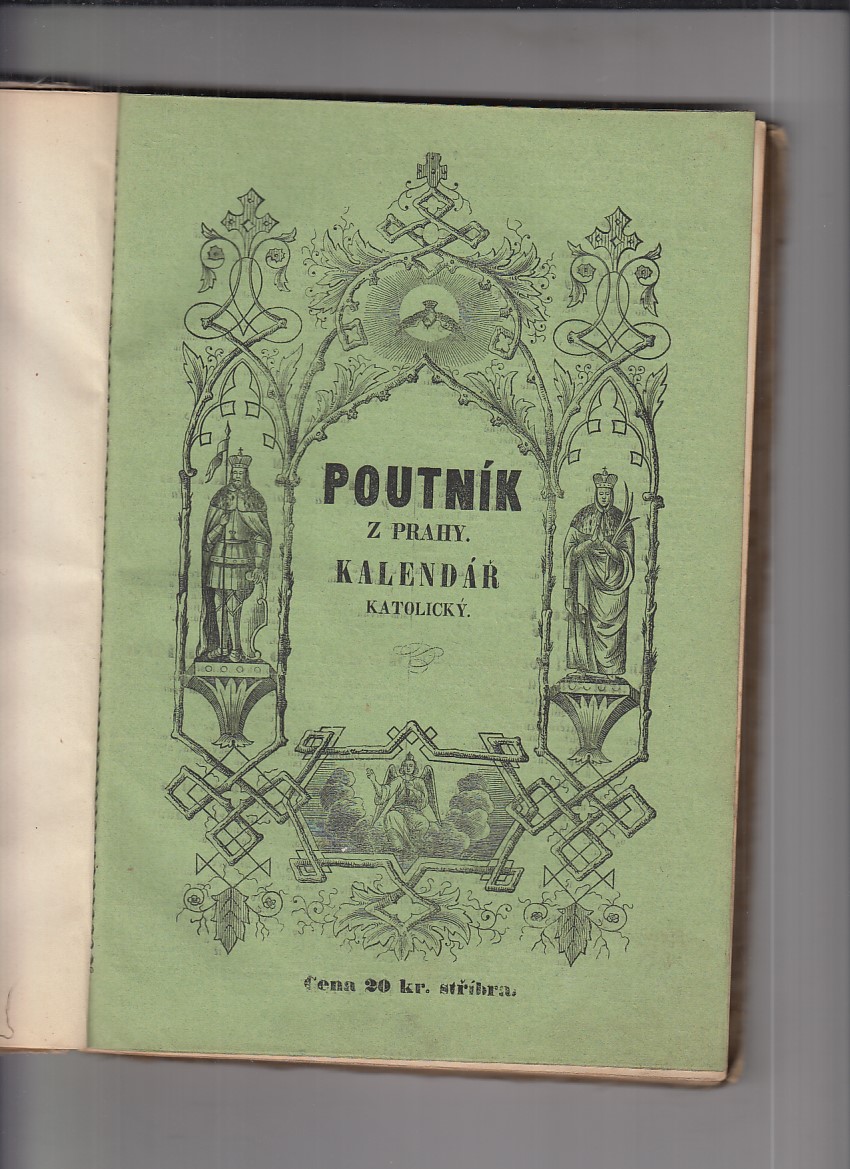 POUTNÍK
Z PRAHY.
KALENDÁŘ
KATOLICKÝ.
Cena 20 kr. stříbra.